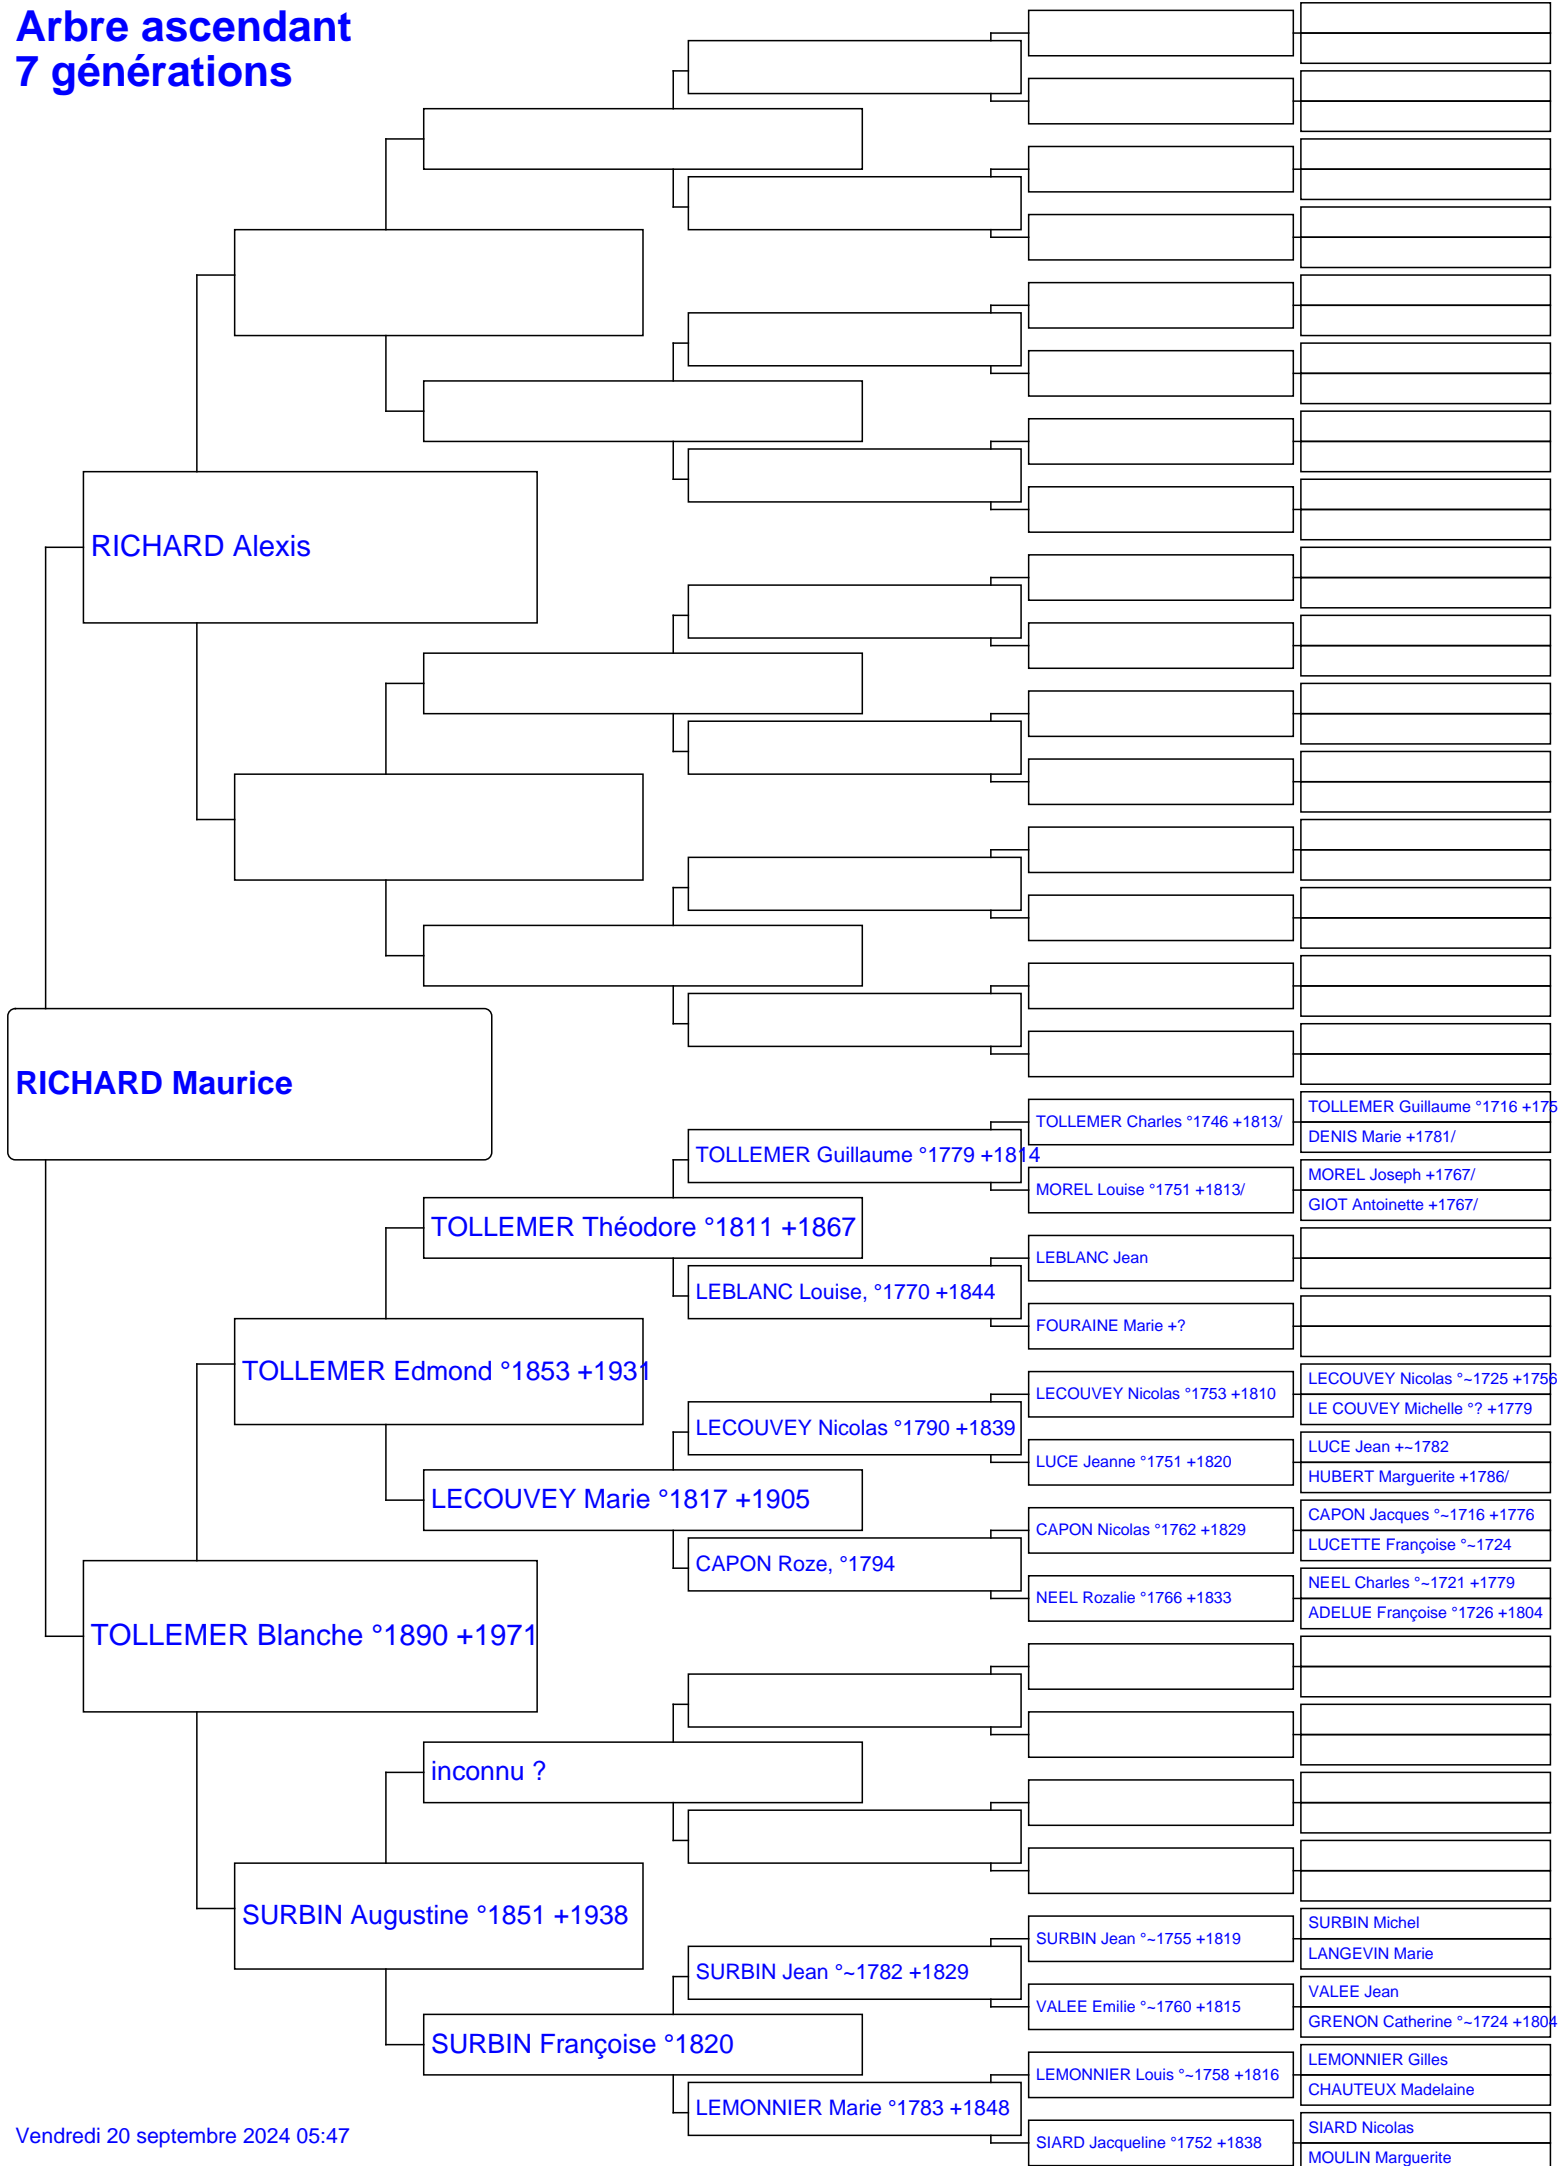 Arbre ascendant
7 générations
RICHARD Alexis
RICHARD Maurice
TOLLEMER Guillaume °1716 +175
TOLLEMER Charles °1746 +1813/
DENIS Marie +1781/
TOLLEMER Guillaume °1779 +1814
MOREL Joseph +1767/
MOREL Louise °1751 +1813/
GIOT Antoinette +1767/
TOLLEMER Théodore °1811 +1867
LEBLANC Jean
LEBLANC Louise, °1770 +1844
FOURAINE Marie +?
TOLLEMER Edmond °1853 +1931
LECOUVEY Nicolas °~1725 +1756
LECOUVEY Nicolas °1753 +1810
LE COUVEY Michelle °? +1779
LECOUVEY Nicolas °1790 +1839
LUCE Jean +~1782
LUCE Jeanne °1751 +1820
HUBERT Marguerite +1786/
LECOUVEY Marie °1817 +1905
CAPON Jacques °~1716 +1776
CAPON Nicolas °1762 +1829
LUCETTE Françoise °~1724
CAPON Roze, °1794
NEEL Charles °~1721 +1779
NEEL Rozalie °1766 +1833
ADELUE Françoise °1726 +1804
TOLLEMER Blanche °1890 +1971
inconnu ?
SURBIN Augustine °1851 +1938
SURBIN Michel
SURBIN Jean °~1755 +1819
LANGEVIN Marie
SURBIN Jean °~1782 +1829
VALEE Jean
VALEE Emilie °~1760 +1815
GRENON Catherine °~1724 +1804
SURBIN Françoise °1820
LEMONNIER Gilles
LEMONNIER Louis °~1758 +1816
CHAUTEUX Madelaine
LEMONNIER Marie °1783 +1848
SIARD Nicolas
SIARD Jacqueline °1752 +1838
MOULIN Marguerite
Vendredi 20 septembre 2024 05:47